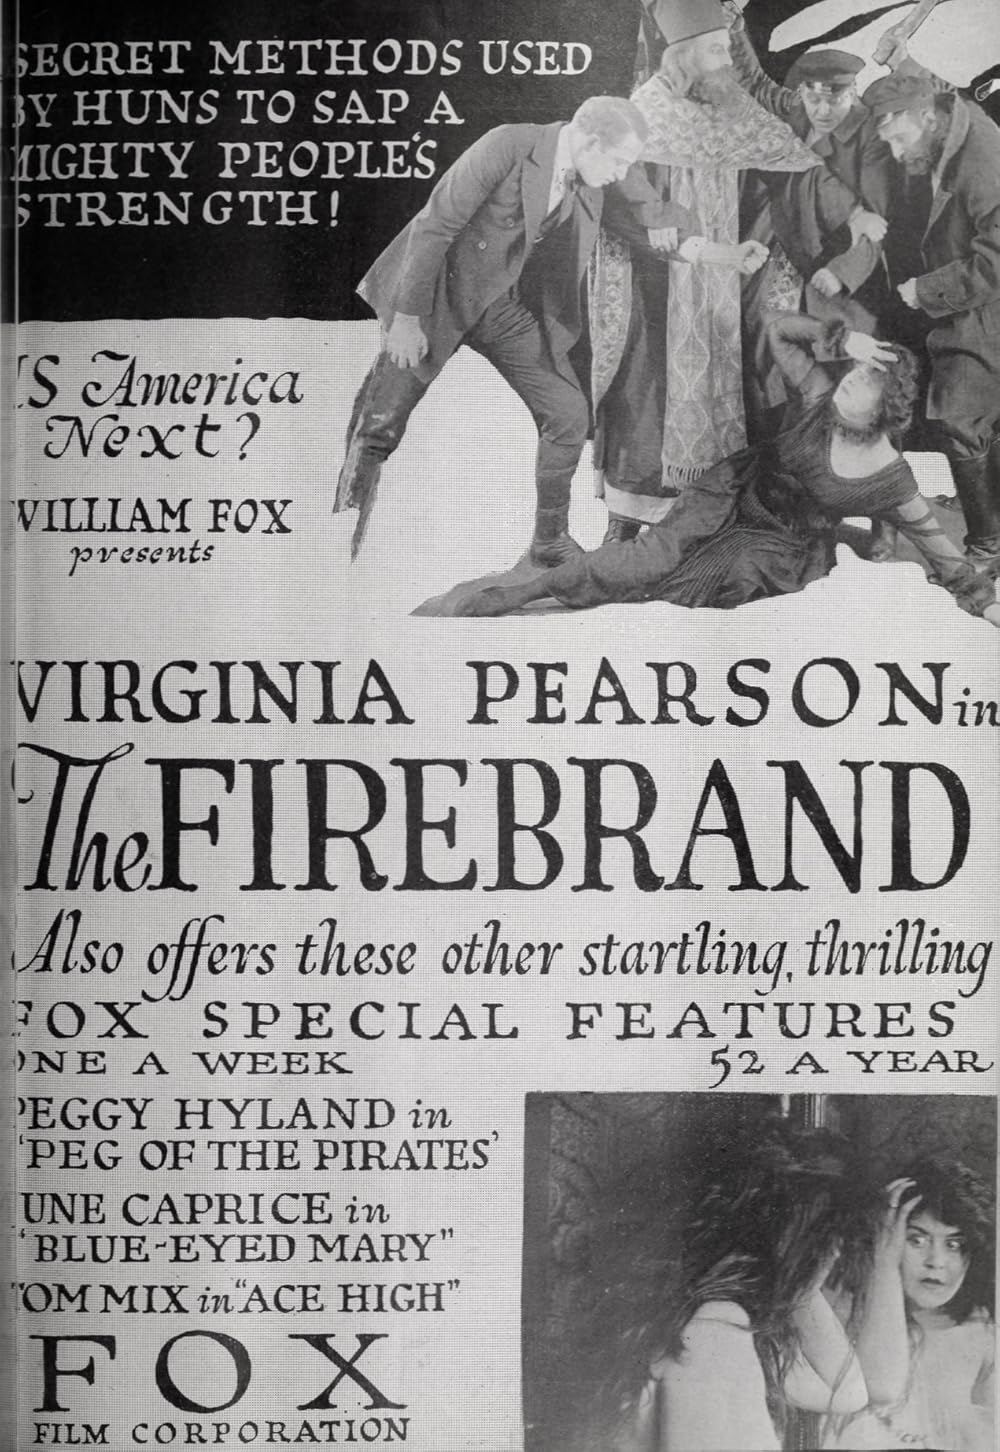 SECRET METHODS USED
BY HUNS TO SAP A
MIGHTY PEOPLE'S
STRENGTH!
IS America
Next?
WILLIAM FOX
presents
VIRGINIA PEARSON in
The FIREBRAND
Also offers these other startling, thrilling
FOX SPECIAL FEATURES
ONE A WEEK 52 A YEAR
PEGGY HYLAND in
'PEG OF THE PIRATES'
UNE CAPRICE in
"BLUE-EYED MARY"
TOM MIX in "ACE HIGH"
FOX
FILM CORPORATION